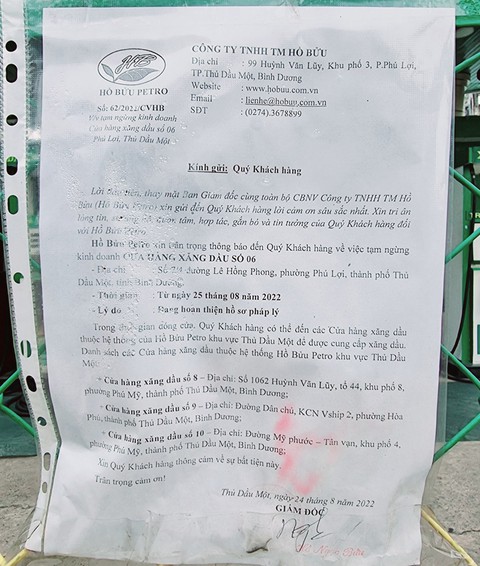 CÔNG TY TNHH TM HỒ BỬU
Địa chỉ : 99 Huỳnh Văn Lũy, Khu phố 3, P.Phú Lợi,
TP.Thủ Dầu Một, Bình Dương
Website : www.hobuu.com.vn
Email : lienhe@hobuu.com.vn
SĐT : (0274).3678899
HB
HỒ BỬU PETRO
Số: 62/2022/CVHB
V/v tạm ngừng kinh doanh
Cửa hàng xăng dầu số 06
Phú Lợi, Thủ Dầu Một
Kính gửi: Quý Khách hàng
Lời đầu tiên, thay mặt Ban Giám đốc cùng toàn bộ CBNV Công ty TNHH TM Hồ
Bửu (Hồ Bửu Petro) xin gửi đến Quý Khách hàng lời cảm ơn sâu sắc nhất. Xin tri ân
lòng tin, sự quan tâm, hợp tác, gắn bó và tin tưởng của Quý Khách hàng đối
với Hồ Bửu Petro.
Hồ Bửu Petro xin trân trọng thông báo đến Quý Khách hàng về việc tạm ngừng
kinh doanh CỬA HÀNG XĂNG DẦU SỐ 06
- Địa chỉ : Số đường Lê Hồng Phong, phường Phú Lợi, thành phố Thủ
Dầu Một, tỉnh Bình Dương.
- Thời gian : Từ ngày 25 tháng 08 năm 2022
- Lý do : Đang hoàn thiện hồ sơ pháp lý
Trong thời gian đóng cửa, Quý Khách hàng có thể đến các Cửa hàng xăng dầu
thuộc hệ thống của Hồ Bửu Petro khu vực Thủ Dầu Một để được cung cấp xăng dầu.
Danh sách các Cửa hàng xăng dầu thuộc hệ thống Hồ Bửu Petro khu vực Thủ Dầu
Một:
+ Cửa hàng xăng dầu số 8 – Địa chỉ: Số 1062 Huỳnh Văn Lũy, tổ 44, khu phố 8,
phường Phú Mỹ, thành phố Thủ Dầu Một, Bình Dương;
+ Cửa hàng xăng dầu số 9 – Địa chỉ: Đường Dân chủ, KCN Vship 2, phường Hòa
Phú, thành phố Thủ Dầu Một, Bình Dương;
+ Cửa hàng xăng dầu số 10 – Địa chỉ: Đường Mỹ phước – Tân vạn, khu phố 4,
phường Phú Mỹ, thành phố Thủ Dầu Một, Bình Dương;
Xin Quý Khách hàng thông cảm về sự bất tiện này.
Trân trọng cảm ơn!
Thủ Dầu Một, ngày 24 tháng 8 năm 2022
GIÁM ĐỐC